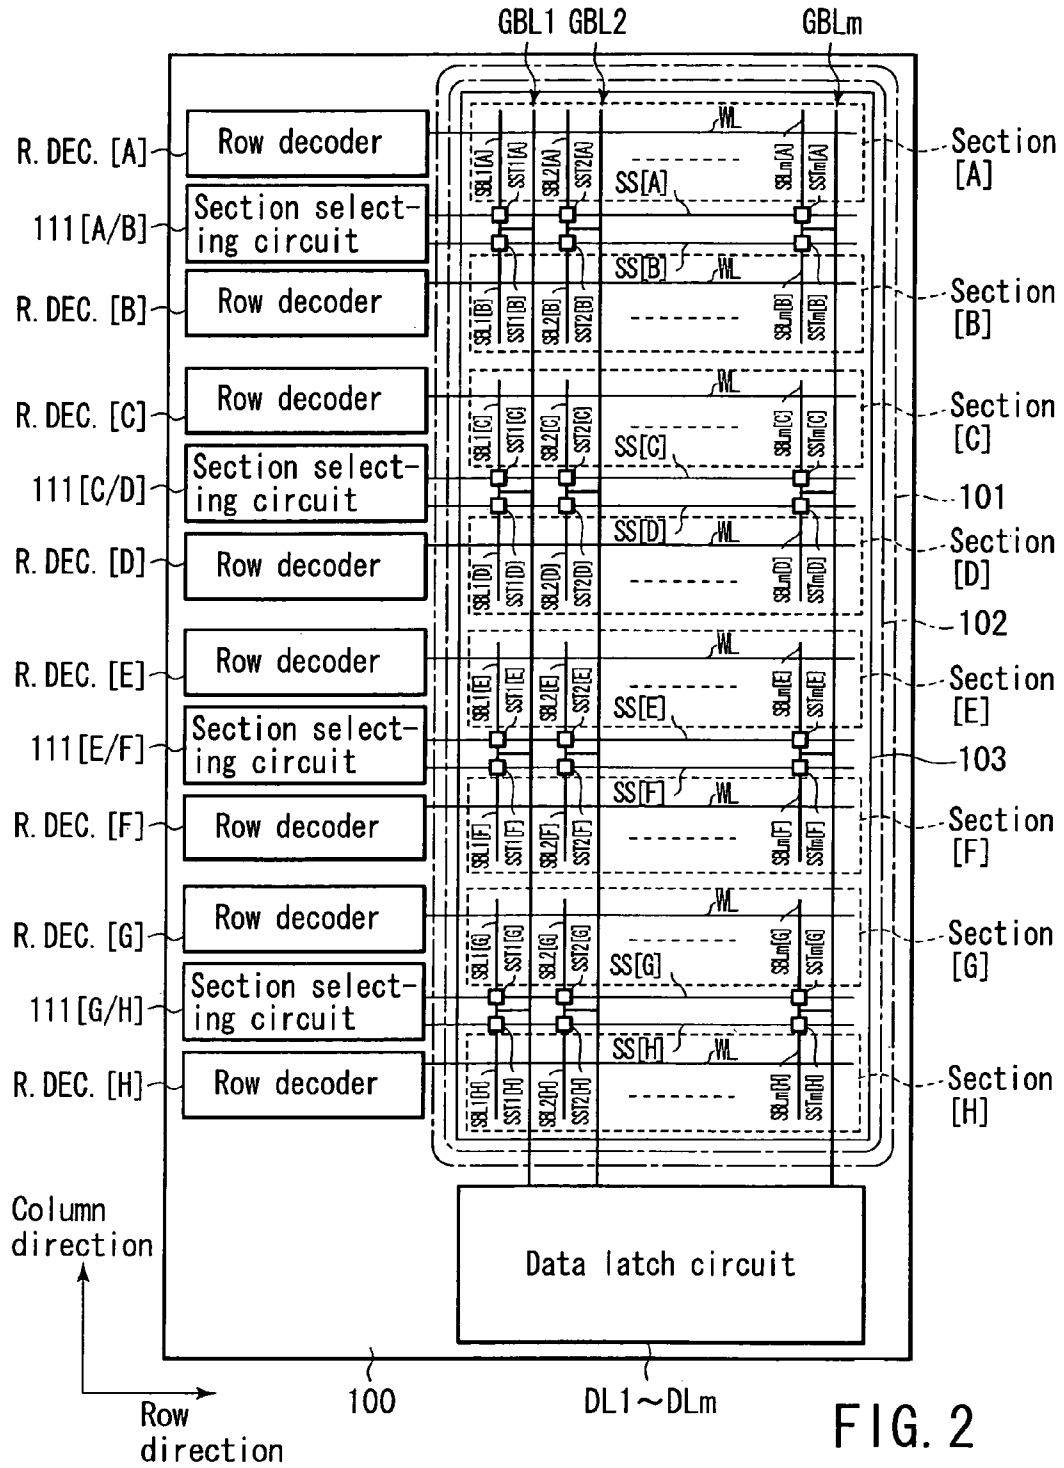 GBL1 GBL2 GBLm
R. DEC. [A]
Row decoder
WL
Section
[A]
SBL1[A] SST1[A] SBL2[A] SST2[A] SBLm[A] SSTm[A]
SS[A]
111[A/B]
Section select-
ing circuit
SS[B]
WL
R. DEC. [B]
Row decoder
SBL1[B] SST1[B] SBL2[B] SST2[B] SBLm[B] SSTm[B]
Section
[B]
R. DEC. [C]
Row decoder
WL
Section
[C]
SBL1[C] SST1[C] SBL2[C] SST2[C] SBLm[C] SSTm[C]
SS[C]
111[C/D]
Section select-
ing circuit
101
SS[D]
WL
R. DEC. [D]
Row decoder
SBL1[D] SST1[D] SBL2[D] SST2[D] SBLm[D] SSTm[D]
Section
[D]
102
R. DEC. [E]
Row decoder
WL
Section
[E]
SBL1[E] SST1[E] SBL2[E] SST2[E] SBLm[E] SSTm[E]
SS[E]
111[E/F]
Section select-
ing circuit
103
SS[F]
WL
R. DEC. [F]
Row decoder
SBL1[F] SST1[F] SBL2[F] SST2[F] SBLm[F] SSTm[F]
Section
[F]
R. DEC. [G]
Row decoder
WL
Section
[G]
SBL1[G] SST1[G] SBL2[G] SST2[G] SBLm[G] SSTm[G]
SS[G]
111[G/H]
Section select-
ing circuit
SS[H]
WL
R. DEC. [H]
Row decoder
SBL1[H] SST1[H] SBL2[H] SST2[H] SBLm[H] SSTm[H]
Section
[H]
Column
direction
Data latch circuit
Row
direction
100
DL1~DLm
FIG. 2